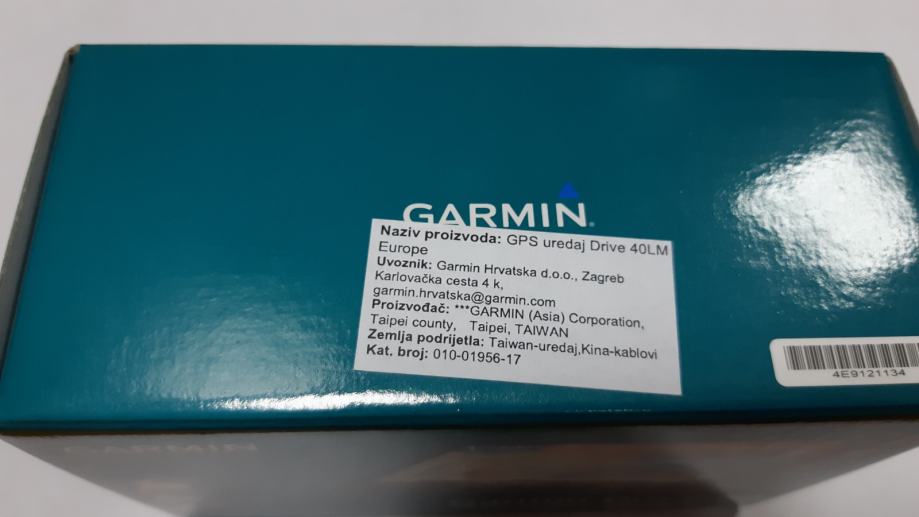 GARMIN
Naziv proizvoda: GPS uredaj Drive 40LM
Europe
Uvoznik: Garmin Hrvatska d.o.o., Zagreb
Karlovačka cesta 4 k,
garmin.hrvatska@garmin.com
Proizvođač: ***GARMIN (Asia) Corporation,
Taipei county, Taipei, TAIWAN
Zemlja podrijetla: Taiwan-uredaj,Kina-kablovi
Kat. broj: 010-01956-17
4E9121134
GARMIN